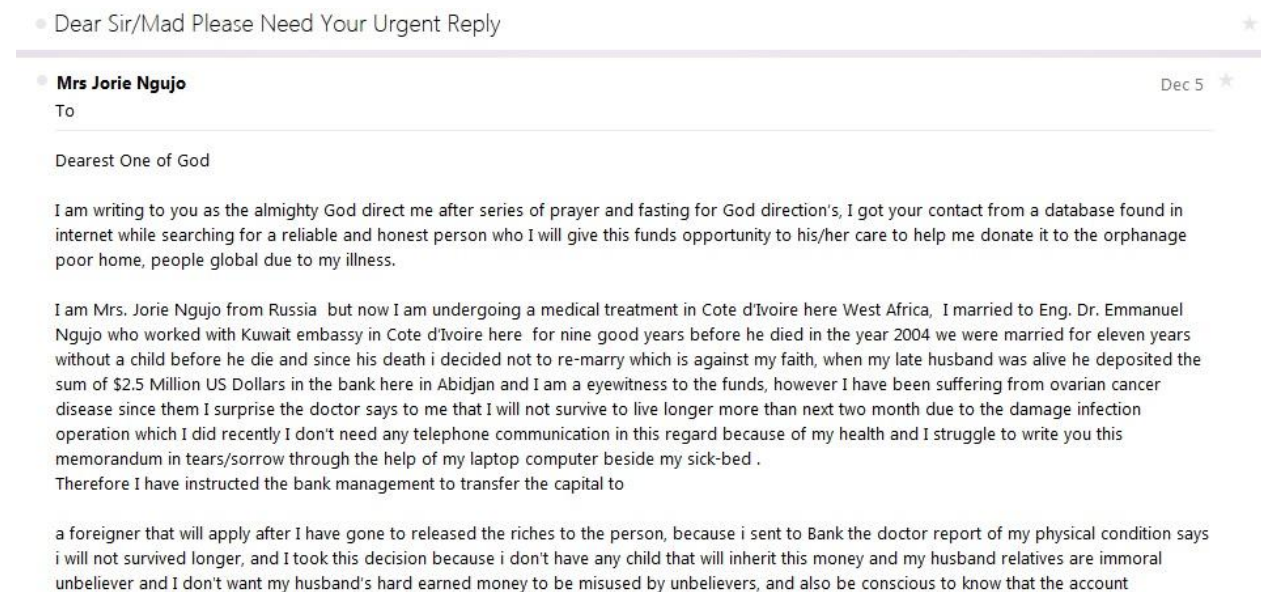 Dear Sir/Mad Please Need Your Urgent Reply
Mrs Jorie Ngujo
Dec 5
To
Dearest One of God
I am writing to you as the almighty God direct me after series of prayer and fasting for God direction's, I got your contact from a database found in
internet while searching for a reliable and honest person who I will give this funds opportunity to his/her care to help me donate it to the orphanage
poor home, people global due to my illness.
I am Mrs. Jorie Ngujo from Russia  but now I am undergoing a medical treatment in Cote d'Ivoire here West Africa,  I married to Eng. Dr. Emmanuel
Ngujo who worked with Kuwait embassy in Cote d'Ivoire here  for nine good years before he died in the year 2004 we were married for eleven years
without a child before he die and since his death i decided not to re-marry which is against my faith, when my late husband was alive he deposited the
sum of $2.5 Million US Dollars in the bank here in Abidjan and I am a eyewitness to the funds, however I have been suffering from ovarian cancer
disease since them I surprise the doctor says to me that I will not survive to live longer more than next two month due to the damage infection
operation which I did recently I don't need any telephone communication in this regard because of my health and I struggle to write you this
memorandum in tears/sorrow through the help of my laptop computer beside my sick-bed .
Therefore I have instructed the bank management to transfer the capital to
a foreigner that will apply after I have gone to released the riches to the person, because i sent to Bank the doctor report of my physical condition says
i will not survived longer, and I took this decision because i don't have any child that will inherit this money and my husband relatives are immoral
unbeliever and I don't want my husband's hard earned money to be misused by unbelievers, and also be conscious to know that the account